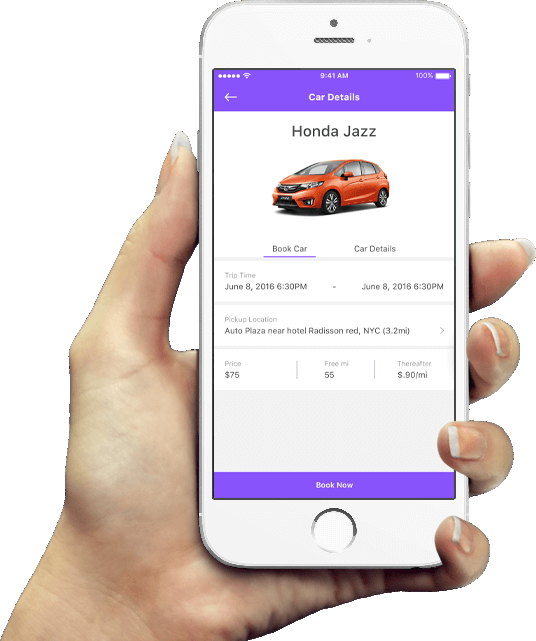 9:41 AM 100%
Car Details
Honda Jazz
Book Car Car Details
Trip Time
June 8, 2016 6:30PM - June 8, 2016 6:30PM
Pickup Location
Auto Plaza near hotel Radisson red, NYC (3.2mi)
Price Free mi Thereafter
$75 55 $.90/mi
Book Now